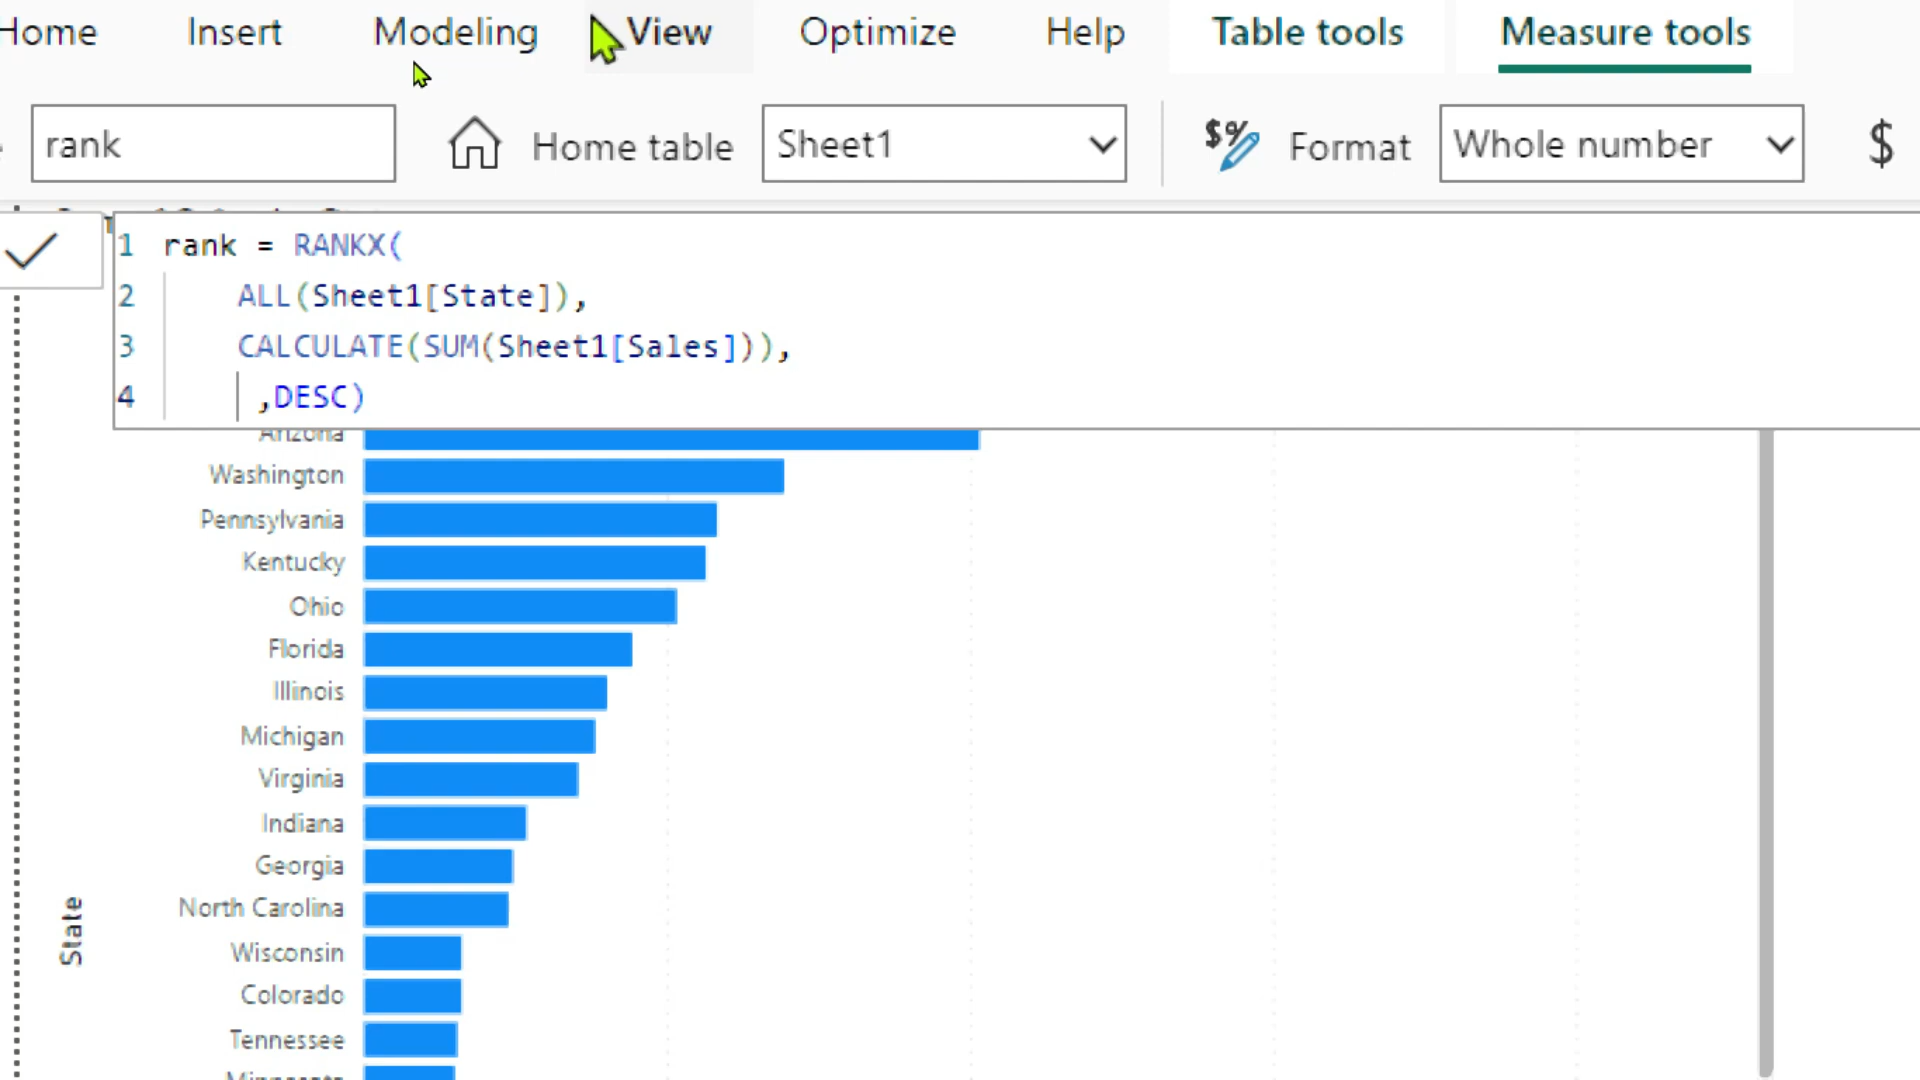 Home Insert Modeling View Optimize Help Table tools Measure tools
rank Home table Sheet1 $% Format Whole number $
1 rank = RANKX(
2 ALL(Sheet1[State]),
3 CALCULATE(SUM(Sheet1[Sales])),
4 ,DESC)
Arizona
Washington
Pennsylvania
Kentucky
Ohio
Florida
Illinois
Michigan
Virginia
Indiana
Georgia
North Carolina
Wisconsin
Colorado
Tennessee
State